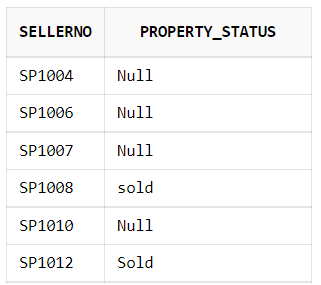 SELLERNO PROPERTY_STATUS
SP1004 Null
SP1006 Null
SP1007 Null
SP1008 sold
SP1010 Null
SP1012 Sold